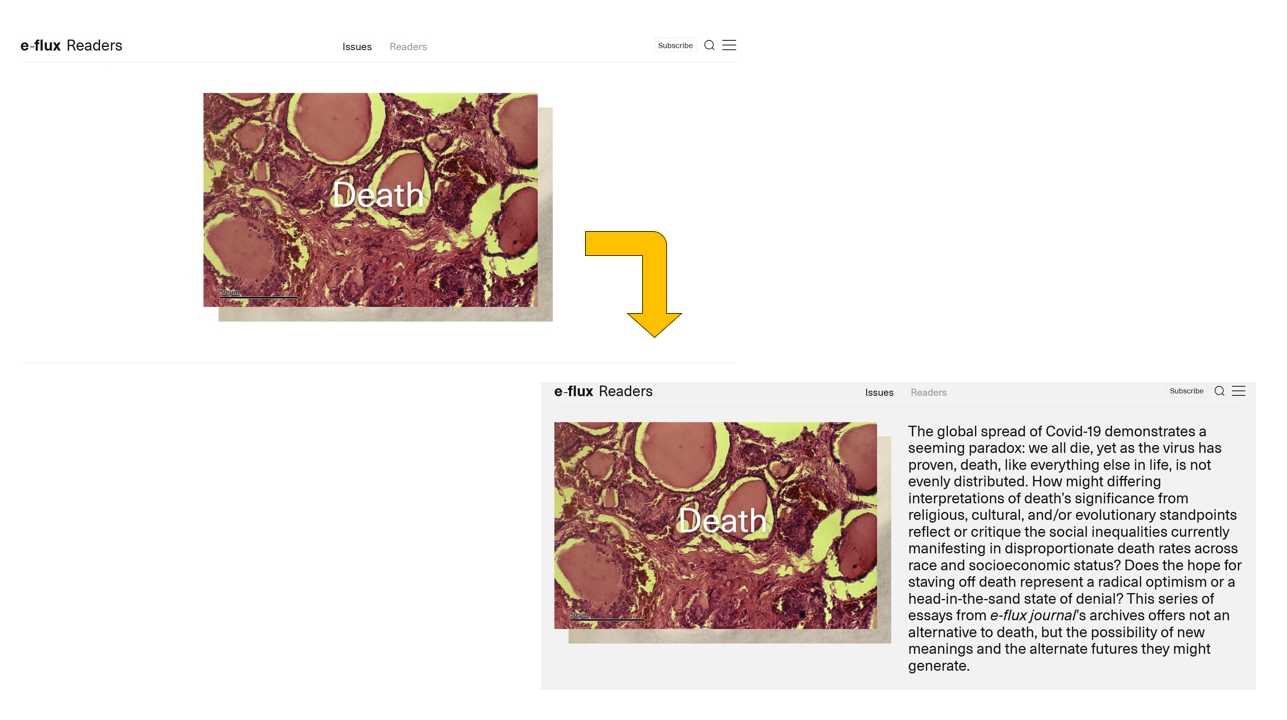 e-flux Readers
Issues Readers
Subscribe
Death
50μm
e-flux Readers
Issues Readers
Subscribe
Death
The global spread of Covid-19 demonstrates a
seeming paradox: we all die, yet as the virus has
proven, death, like everything else in life, is not
evenly distributed. How might differing
interpretations of death’s significance from
religious, cultural, and/or evolutionary standpoints
reflect or critique the social inequalities currently
manifesting in disproportionate death rates across
race and socioeconomic status? Does the hope for
staving off death represent a radical optimism or a
head-in-the-sand state of denial? This series of
essays from e-flux journal’s archives offers not an
alternative to death, but the possibility of new
meanings and the alternate futures they might
generate.